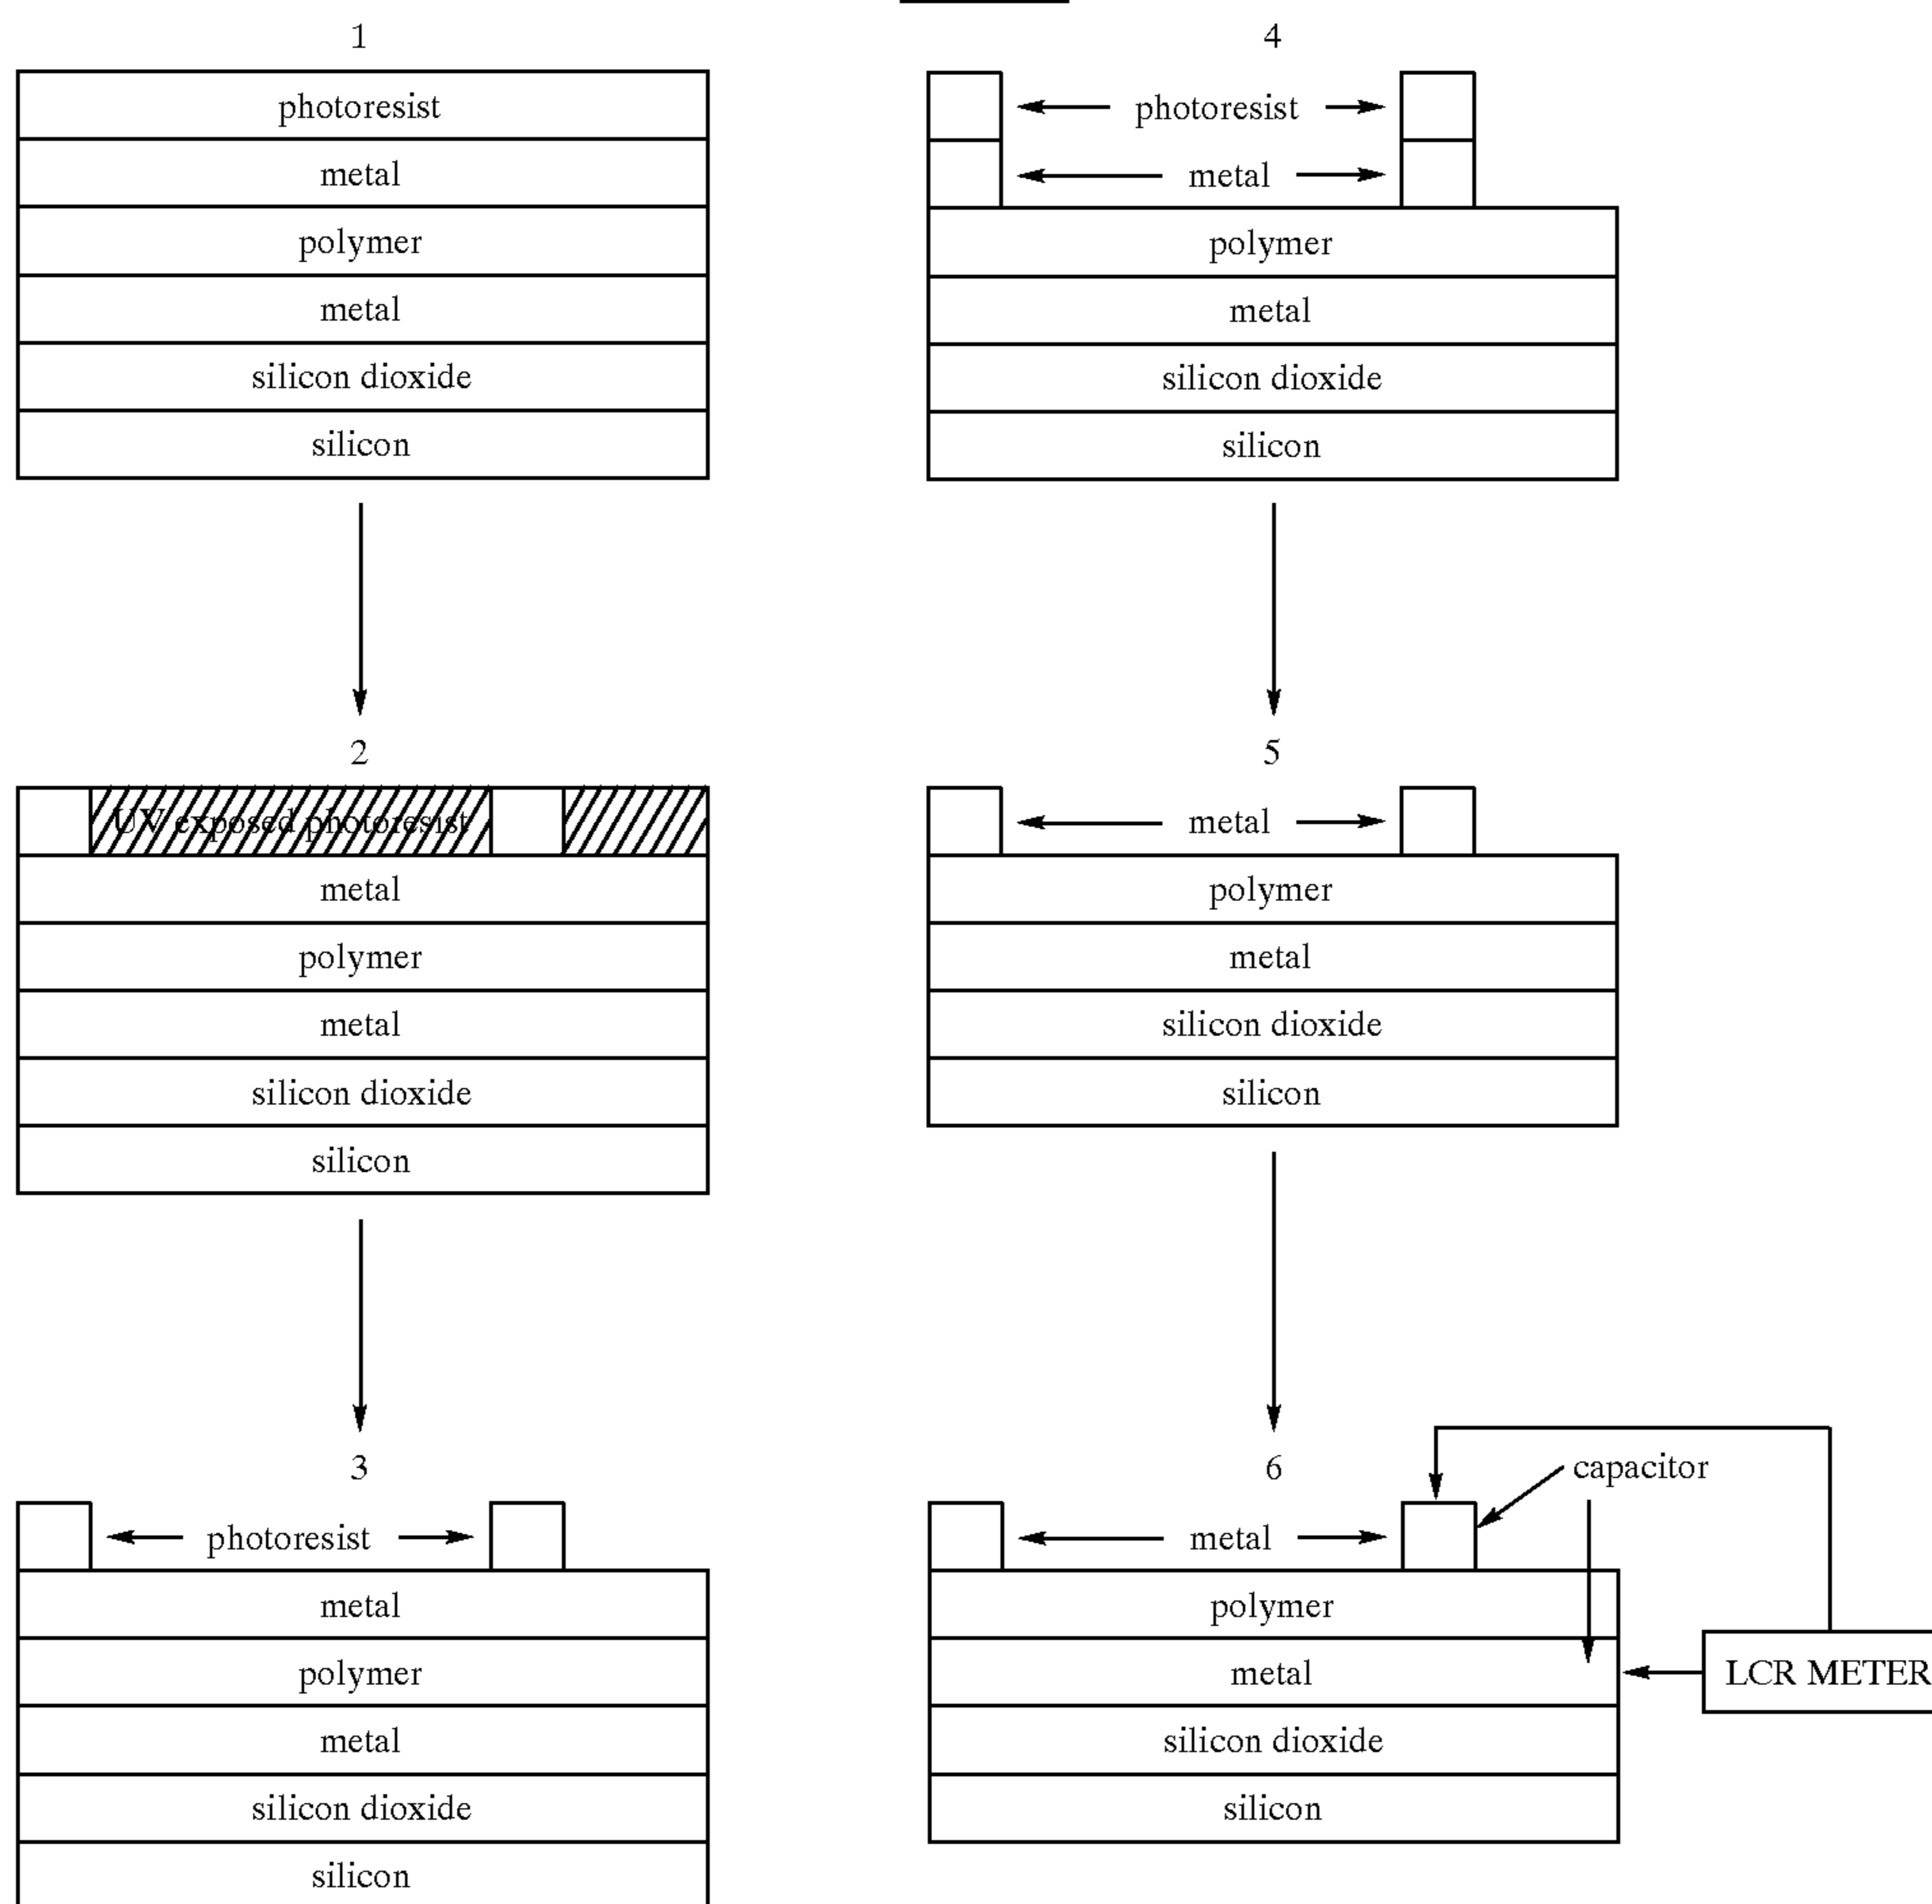 1
photoresist
metal
polymer
metal
silicon dioxide
silicon
2
UV exposed photoresist
metal
polymer
metal
silicon dioxide
silicon
3
photoresist
metal
polymer
metal
silicon dioxide
silicon
4
photoresist
metal
polymer
metal
silicon dioxide
silicon
5
metal
polymer
metal
silicon dioxide
silicon
6
capacitor
metal
polymer
metal
LCR METER
silicon dioxide
silicon